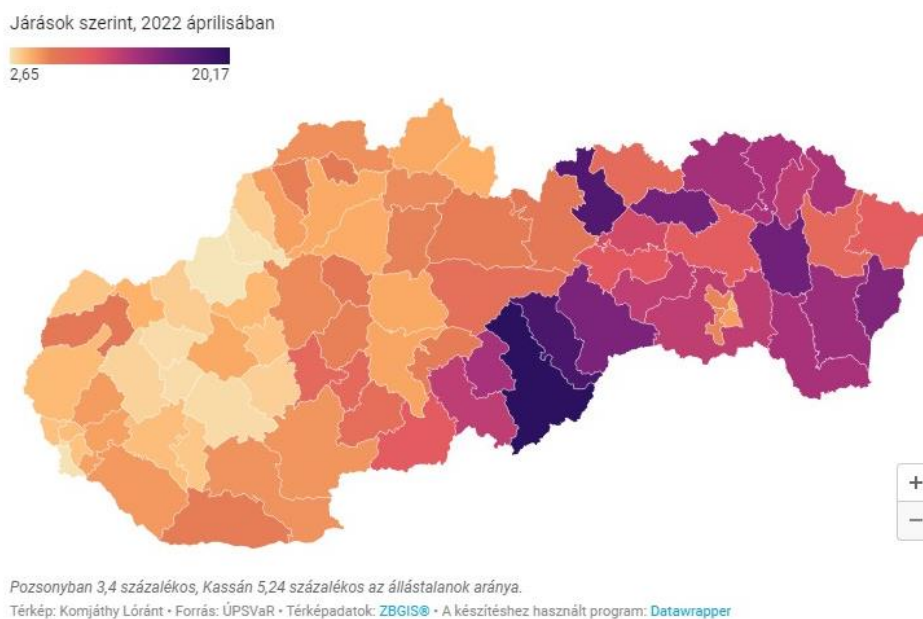 Járások szerint, 2022 áprilisában
2,65 20,17
+
−
Pozsonyban 3,4 százalékos, Kassán 5,24 százalékos az állástalanok aránya.
Térkép: Komjáthy Lóránt • Forrás: ÚPSVaR • Térképadatok: ZBGIS® • A készítéshez használt program: Datawrapper